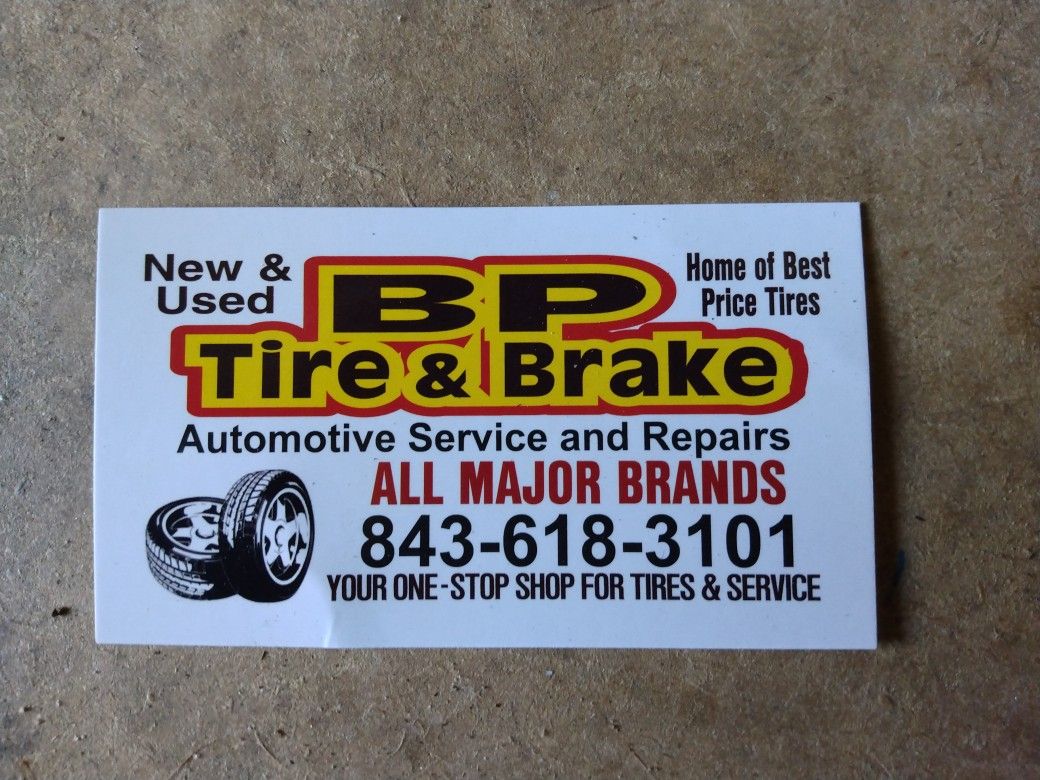 New &
Used
BP
Home of Best
Price Tires
Tire & Brake
Automotive Service and Repairs
ALL MAJOR BRANDS
843-618-3101
YOUR ONE-STOP SHOP FOR TIRES & SERVICE